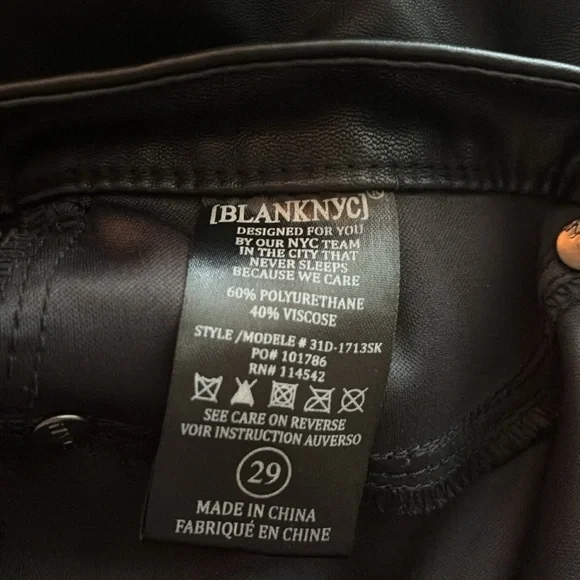 [BLANKNYC]®
DESIGNED FOR YOU
BY OUR NYC TEAM
IN THE CITY THAT
NEVER SLEEPS
BECAUSE WE CARE
60% POLYURETHANE
40% VISCOSE
STYLE /MODELE # 31D-1713SK
PO# 101786
RN# 114542
SEE CARE ON REVERSE
VOIR INSTRUCTION AUVERSO
29
MADE IN CHINA
FABRIQUÉ EN CHINE